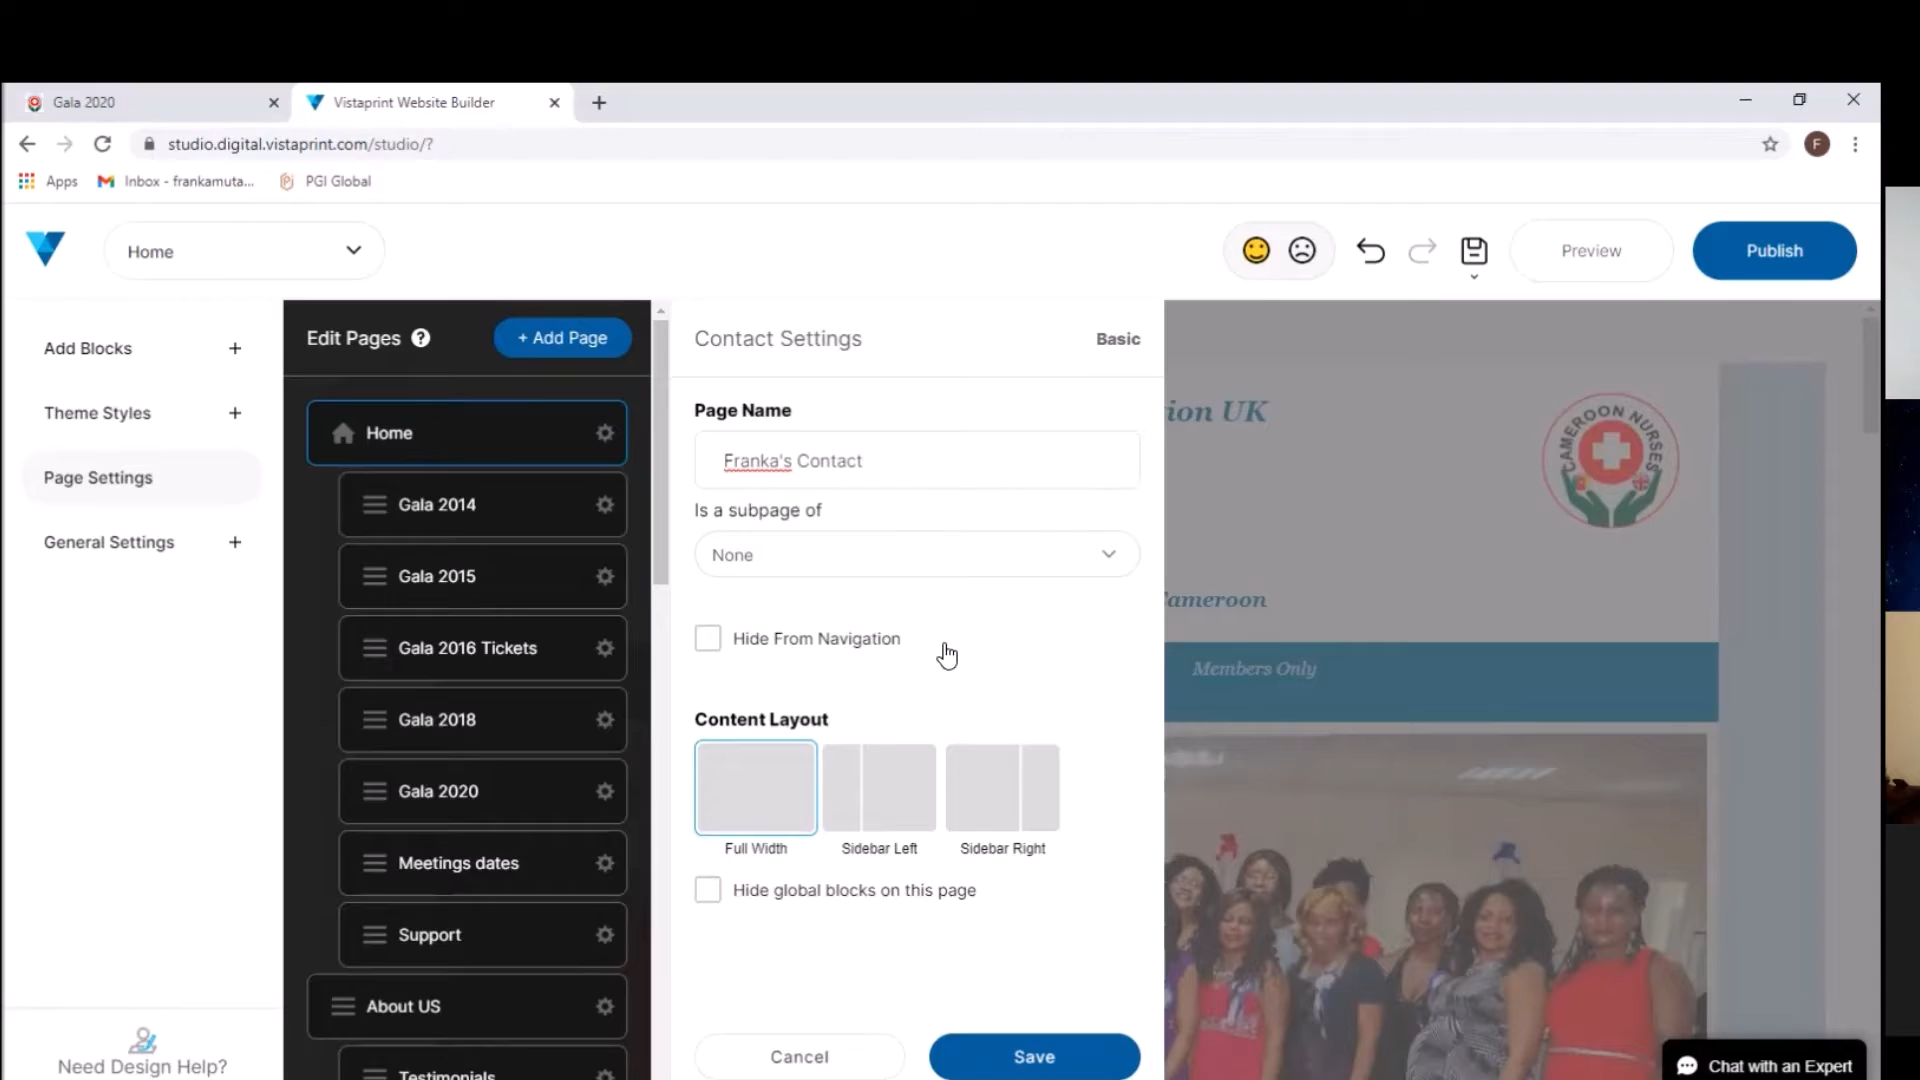 Gala 2020
Vistaprint Website Builder
studio.digital.vistaprint.com/studio/?
F
Apps
Inbox - frankamuta...
PGI Global
Home
Preview
Publish
Add Blocks
Theme Styles
Page Settings
General Settings
Need Design Help?
Edit Pages
+ Add Page
Home
Gala 2014
Gala 2015
Gala 2016 Tickets
Gala 2018
Gala 2020
Meetings dates
Support
About US
Testimonials
Contact Settings
Basic
Page Name
Franka's Contact
Is a subpage of
None
Hide From Navigation
Content Layout
Full Width
Sidebar Left
Sidebar Right
Hide global blocks on this page
Cancel
Save
tion UK
CAMEROON NURSES
Cameroon
Members Only
Chat with an Expert